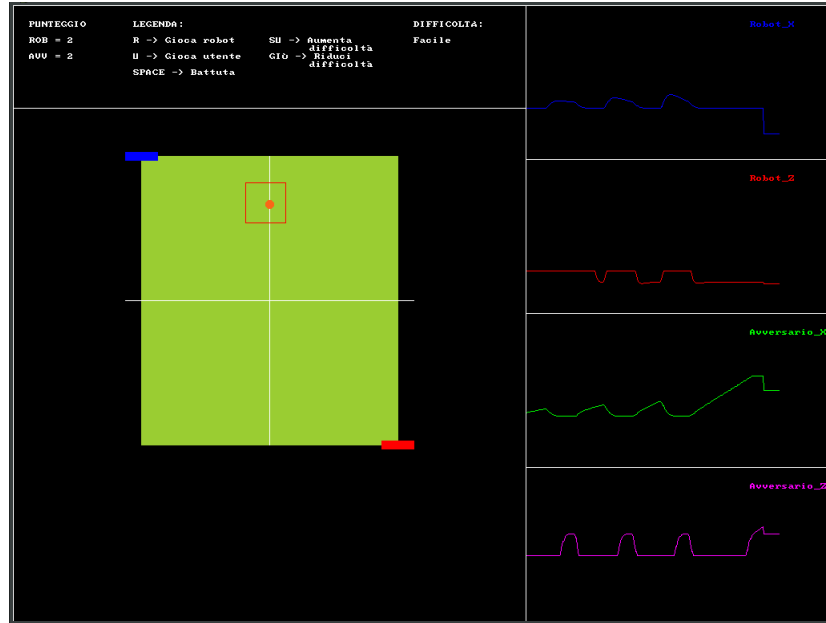 PUNTEGGIO
ROB = 2
AVV = 2
LEGENDA:
R -> Gioca robot
U -> Gioca utente
SPACE -> Battuta
SU -> Aumenta
difficoltà
GIÙ -> Riduci
difficoltà
DIFFICOLTÀ:
Facile
Robot_X
Robot_Z
Avversario_X
Avversario_Z